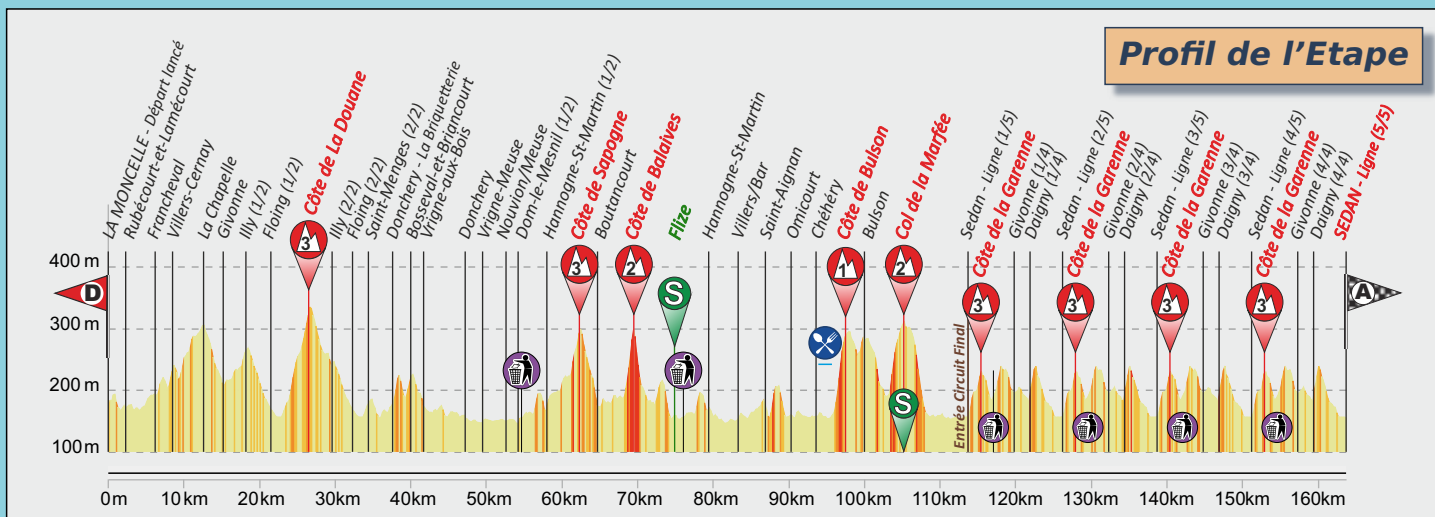 Profil de l’Etape
LA MONCELLE - Départ lancé
Rubécourt-et-Lamécourt
Francheval
Villers-Cernay
La Chapelle
Givonne
Illy (1/2)
Floing (1/2)
Côte de La Douane
Illy (2/2)
Floing (2/2)
Saint-Menges (2/2)
Donchery - La Briquetterie
Bosseval-et-Briancourt
Vrigne-aux-Bois
Donchery
Vrigne-Meuse
Nouvion/Meuse
Dom-le-Mesnil (1/2)
Hannogne-St-Martin (1/2)
Côte de Sapogne
Boutancourt
Côte de Balaives
Flize
Hannogne-St-Martin
Villers/Bar
Saint-Aignan
Omicourt
Chéhéry
Côte de Bulson
Bulson
Col de la Marfée
Sedan - Ligne (1/5)
Côte de la Garenne
Givonne (1/4)
Daigny (1/4)
Sedan - Ligne (2/5)
Côte de la Garenne
Givonne (2/4)
Daigny (2/4)
Sedan - Ligne (3/5)
Côte de la Garenne
Givonne (3/4)
Daigny (3/4)
Sedan - Ligne (4/5)
Côte de la Garenne
Givonne (4/4)
Daigny (4/4)
SEDAN - Ligne (5/5)
400 m
300 m
200 m
100 m
D
3
3
2
S
1
2
S
3
3
3
3
A
Entrée Circuit Final
0m 10km 20km 30km 40km 50km 60km 70km 80km 90km 100km 110km 120km 130km 140km 150km 160km